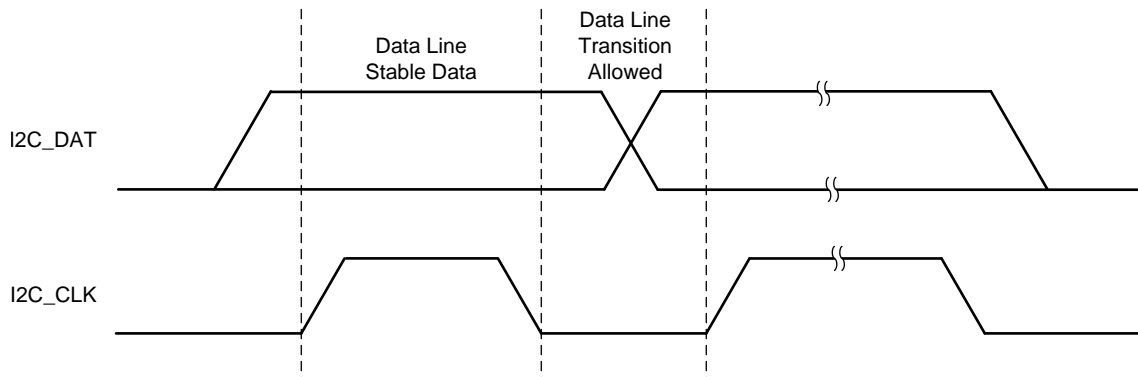 Data Line
Stable Data
Data Line
Transition
Allowed
I2C_DAT
I2C_CLK